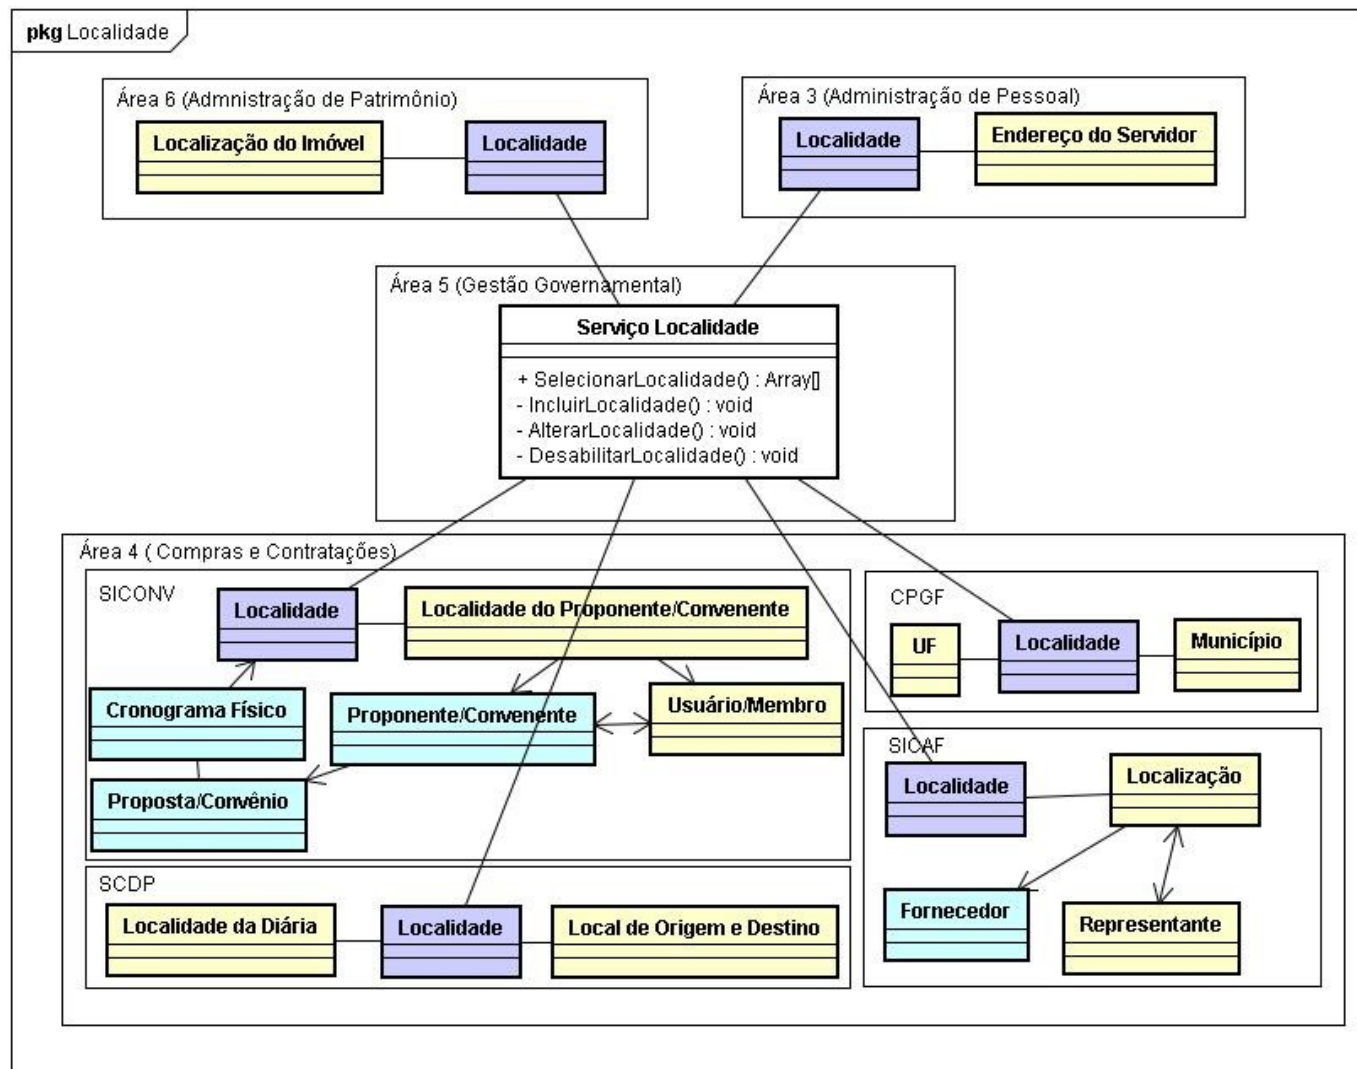 pkg Localidade
Área 6 (Admnistração de Patrimônio)
Localização do Imóvel
Localidade
Área 3 (Administração de Pessoal)
Localidade
Endereço do Servidor
Área 5 (Gestão Governamental)
Serviço Localidade
+ SelecionarLocalidade() : Array[]
- IncluirLocalidade() : void
- AlterarLocalidade() : void
- DesabilitarLocalidade() : void
Área 4 ( Compras e Contratações)
SICONV
Localidade
Localidade do Proponente/Convenente
Cronograma Físico
Proponente/Convenente
Usuário/Membro
Proposta/Convênio
CPGF
UF
Localidade
Município
SICAF
Localidade
Localização
Fornecedor
Representante
SCDP
Localidade da Diária
Localidade
Local de Origem e Destino